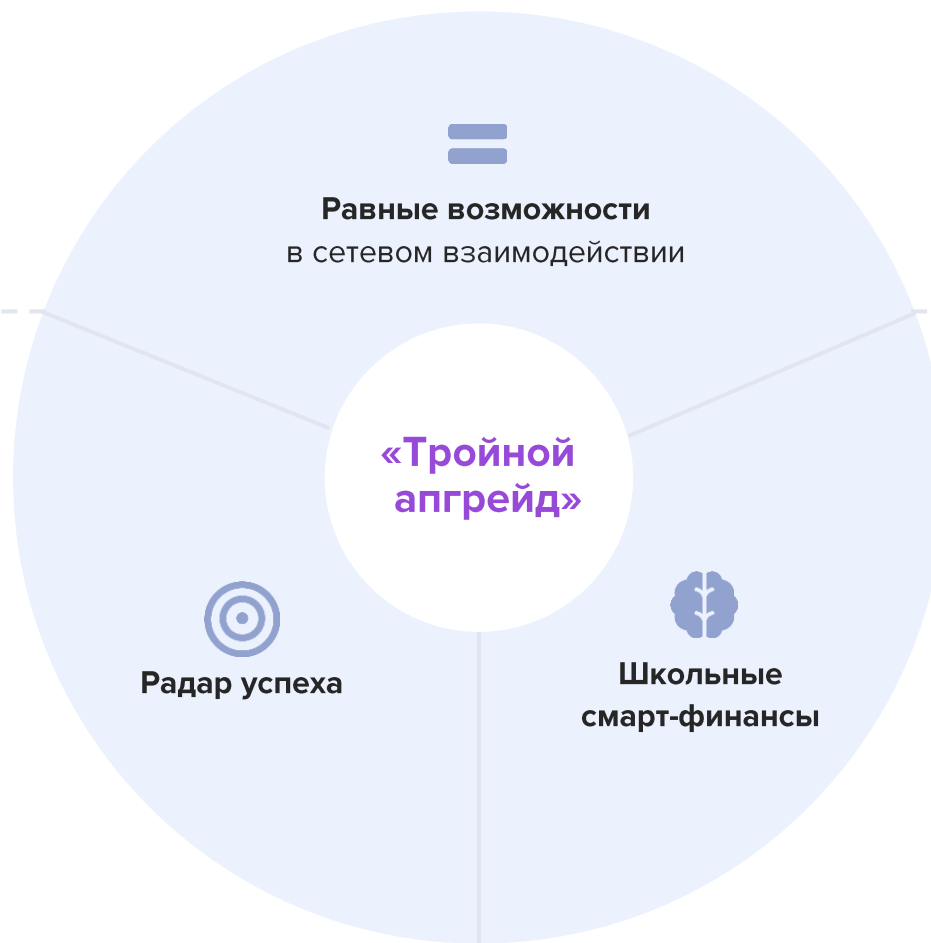 Равные возможности
в сетевом взаимодействии
«Тройной
апгрейд»
Радар успеха
Школьные
смарт-финансы